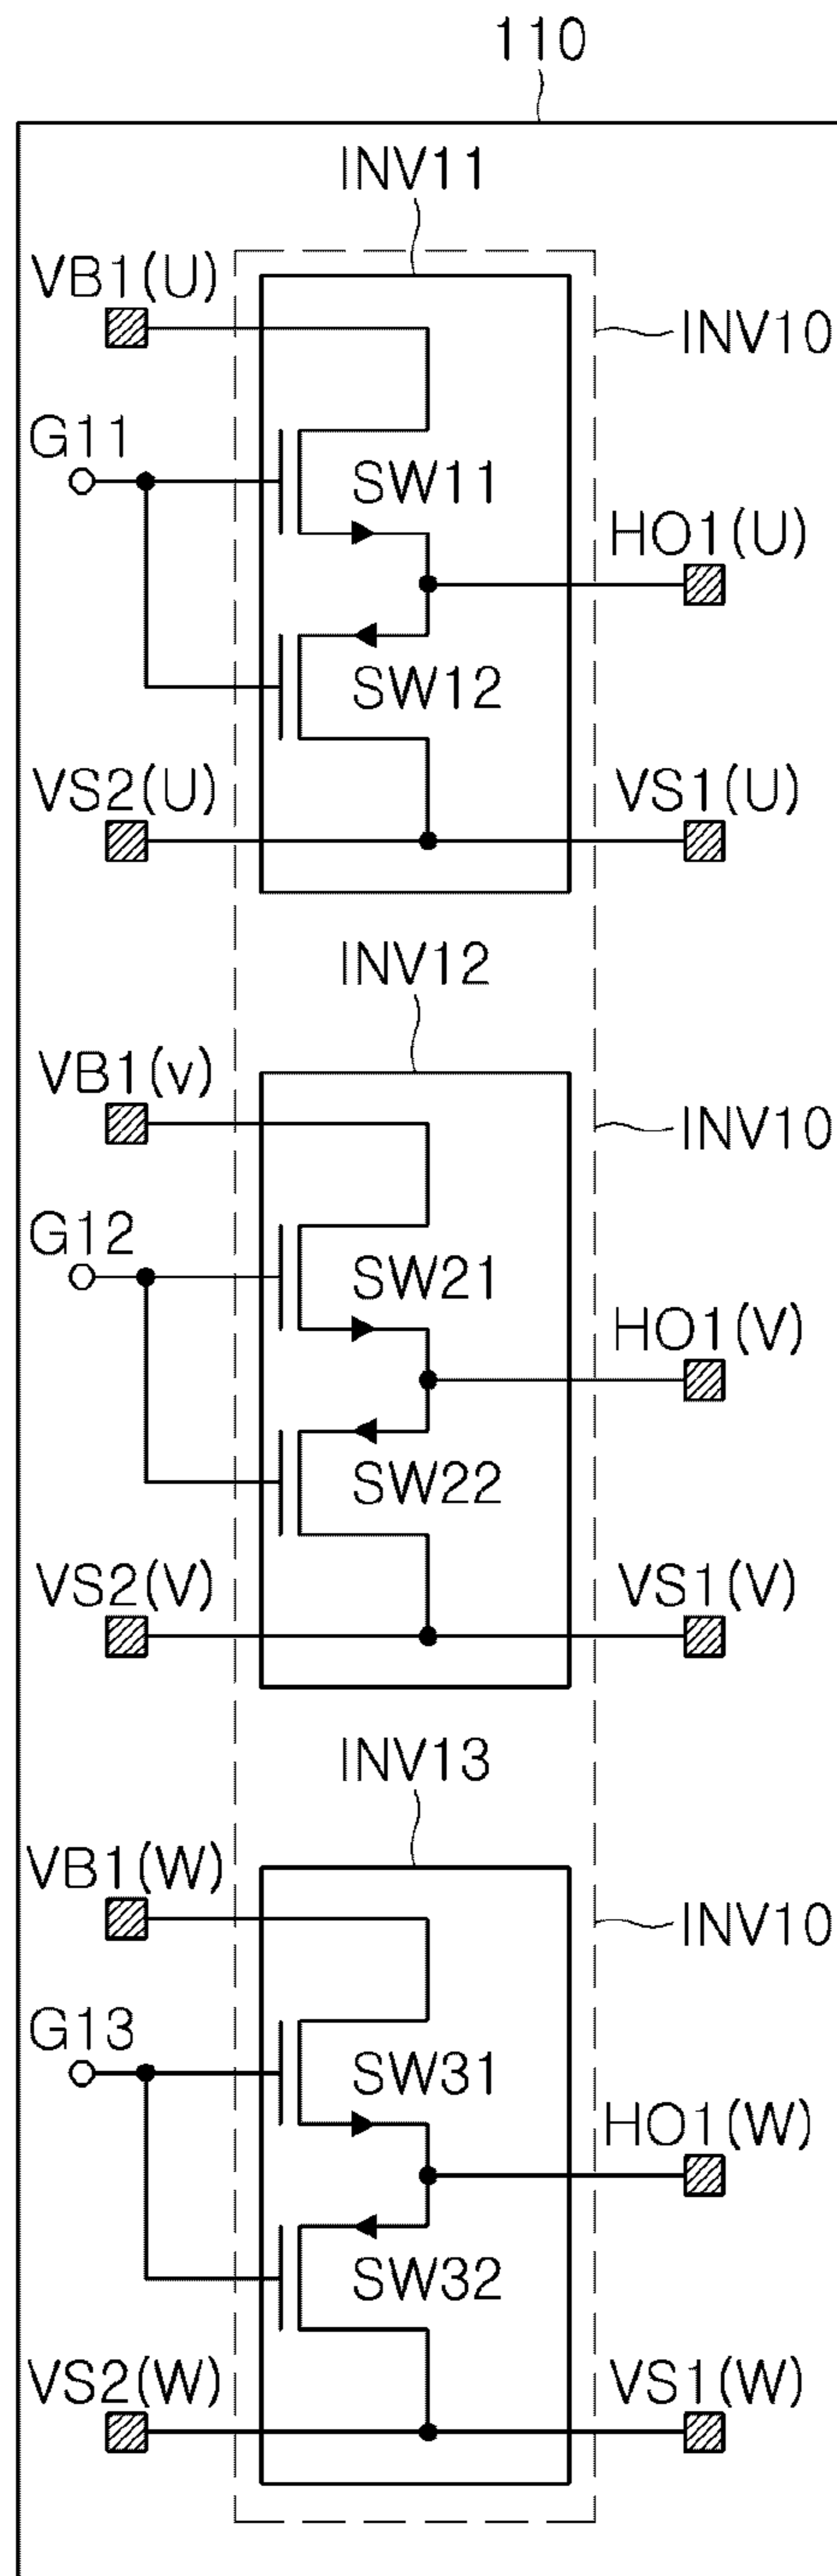 110
INV11
VB1(U)
INV10
G11
SW11
HO1(U)
SW12
VS2(U)
VS1(U)
INV12
VB1(v)
INV10
G12
SW21
HO1(V)
SW22
VS2(V)
VS1(V)
INV13
VB1(W)
INV10
G13
SW31
HO1(W)
SW32
VS2(W)
VS1(W)